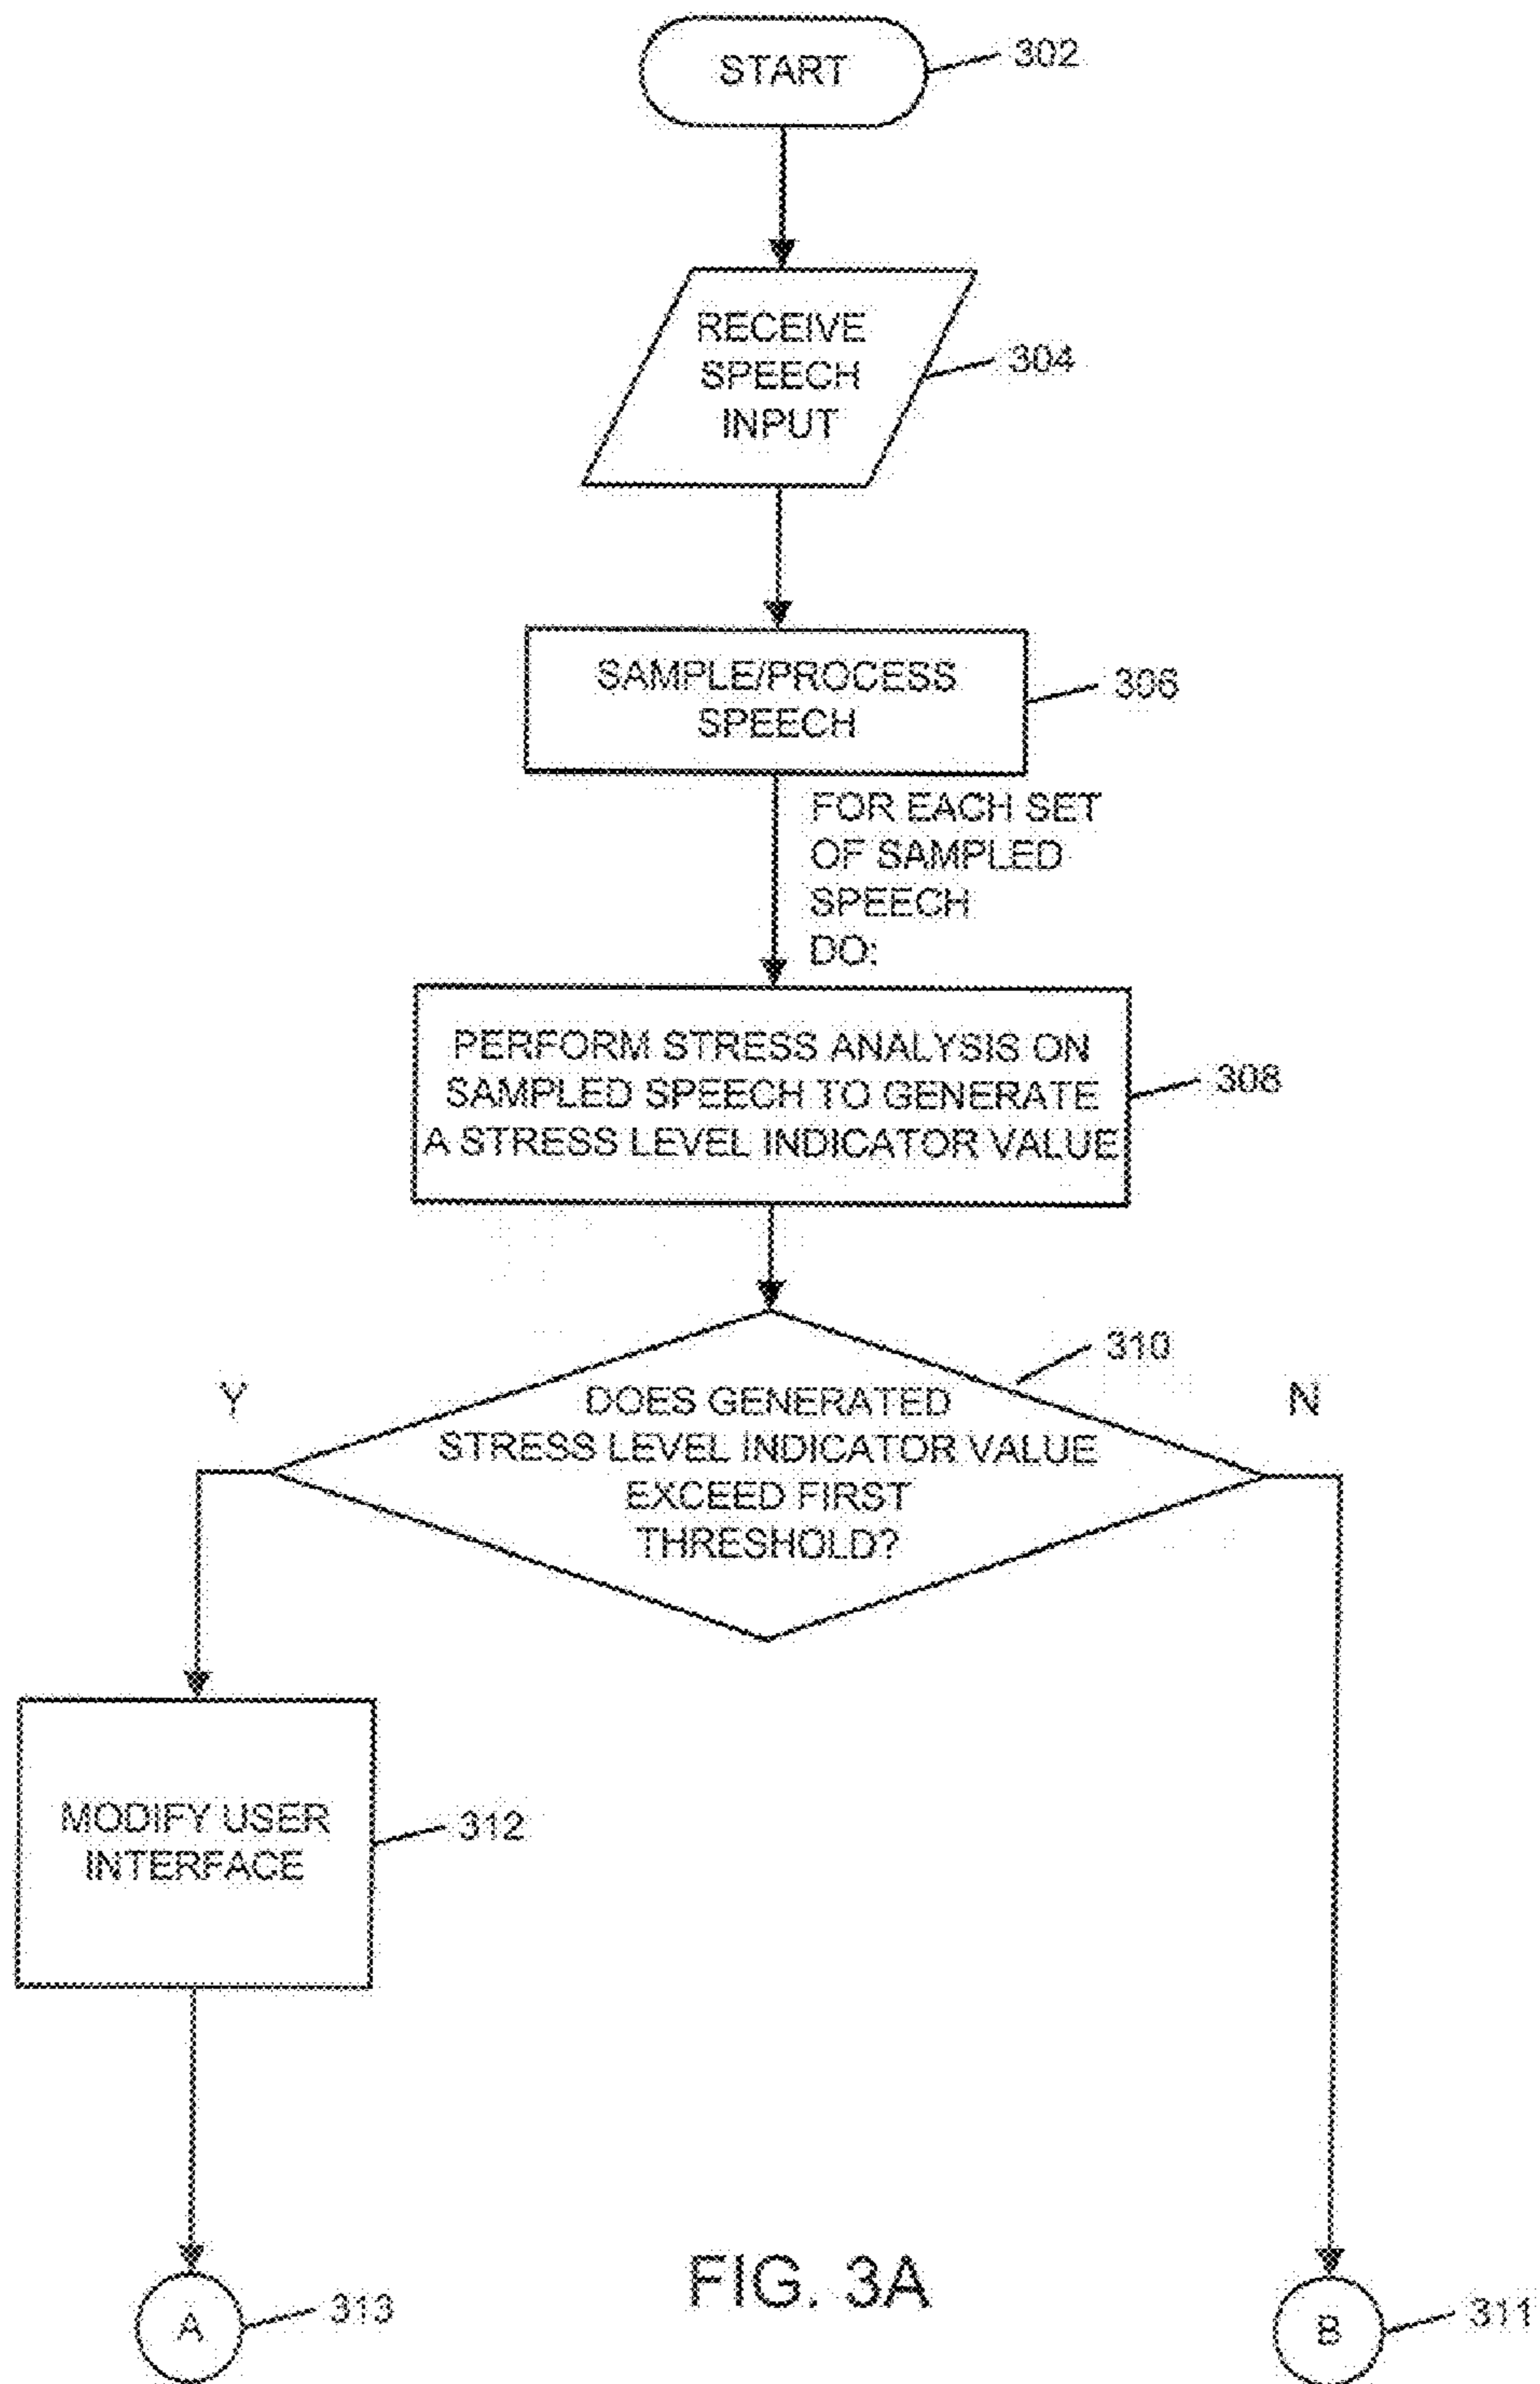 START
302
RECEIVE
SPEECH
INPUT
304
SAMPLE/PROCESS
SPEECH
306
FOR EACH SET
OF SAMPLED
SPEECH
DO:
PERFORM STRESS ANALYSIS ON
SAMPLED SPEECH TO GENERATE
A STRESS LEVEL INDICATOR VALUE
308
310
Y
N
DOES GENERATED
STRESS LEVEL INDICATOR VALUE
EXCEED FIRST
THRESHOLD?
MODIFY USER
INTERFACE
312
A
313
FIG. 3A
B
311